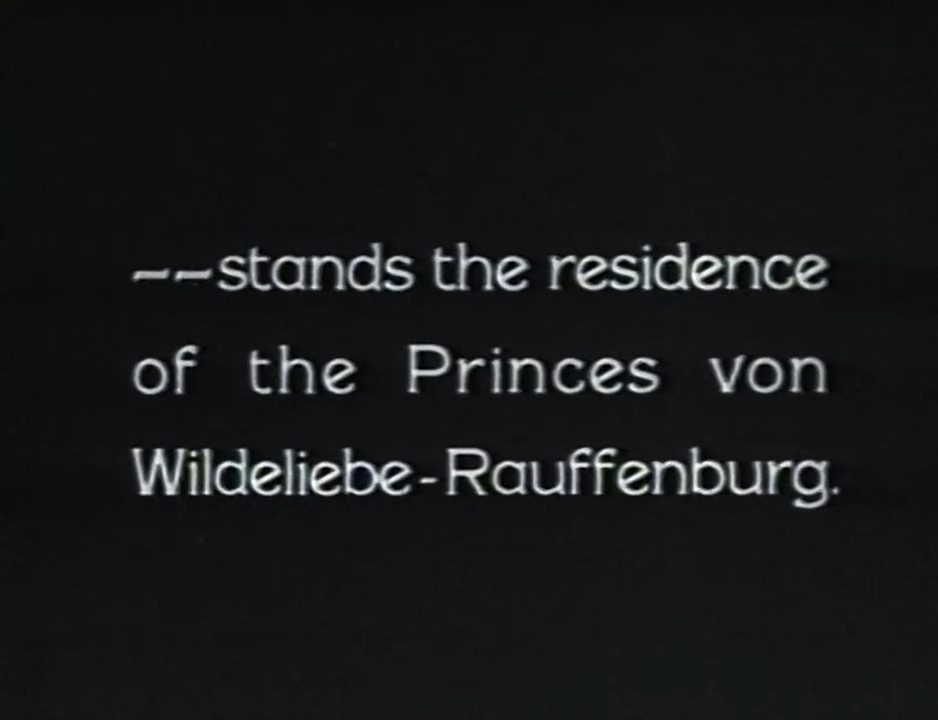 --stands the residence
of the Princes von
Wildeliebe-Rauffenburg.